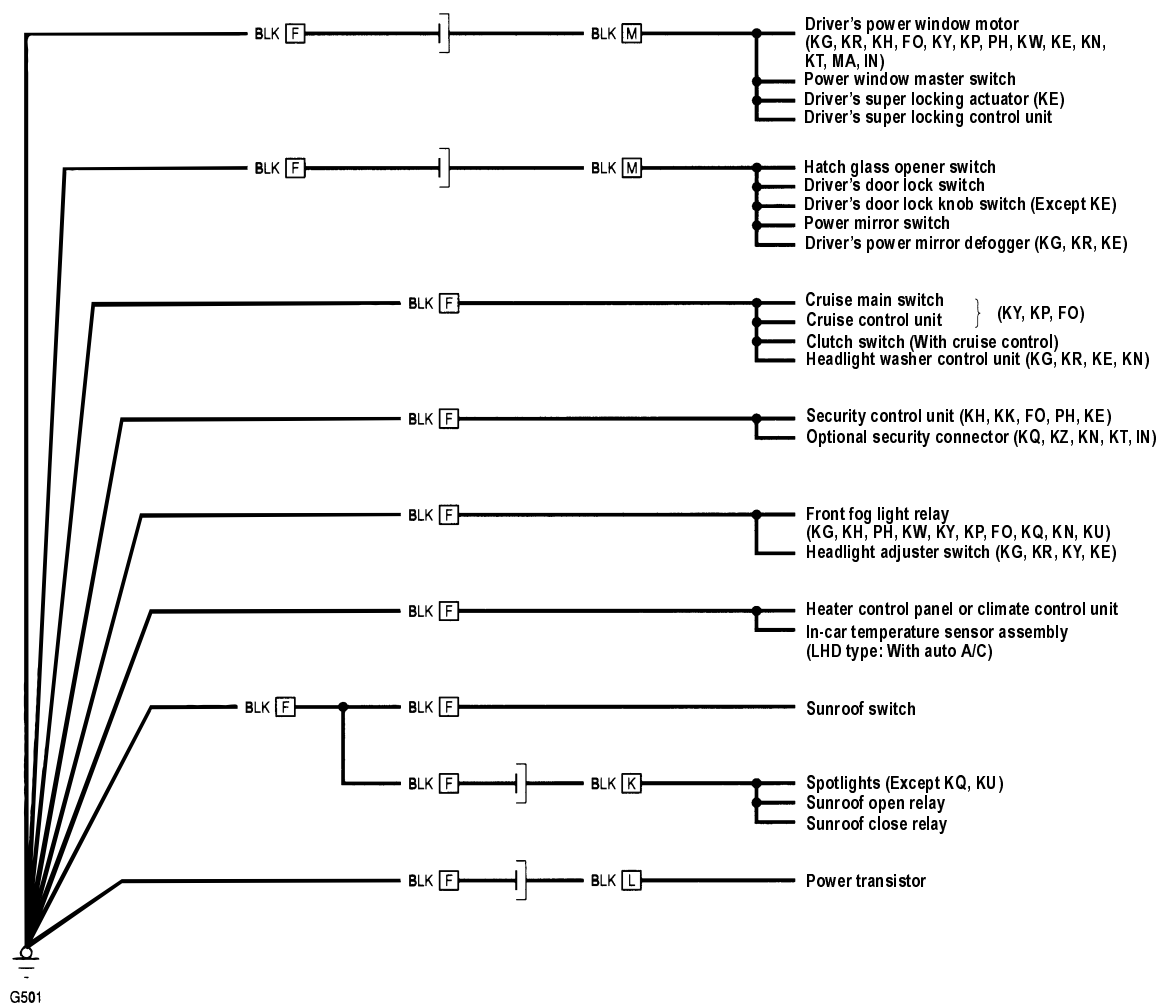 BLK F BLK M Driver's power window motor
(KG, KR, KH, FO, KY, KP, PH, KW, KE, KN,
KT, MA, IN)
Power window master switch
Driver's super locking actuator (KE)
Driver's super locking control unit
BLK F BLK M Hatch glass opener switch
Driver's door lock switch
Driver's door lock knob switch (Except KE)
Power mirror switch
Driver's power mirror defogger (KG, KR, KE)
BLK F Cruise main switch
Cruise control unit
(KY, KP, FO)
Clutch switch (With cruise control)
Headlight washer control unit (KG, KR, KE, KN)
BLK F Security control unit (KH, KK, FO, PH, KE)
Optional security connector (KQ, KZ, KN, KT, IN)
BLK F Front fog light relay
(KG, KH, PH, KW, KY, KP, FO, KQ, KN, KU)
Headlight adjuster switch (KG, KR, KY, KE)
BLK F Heater control panel or climate control unit
In-car temperature sensor assembly
(LHD type: With auto A/C)
BLK F BLK F Sunroof switch
BLK F BLK K Spotlights (Except KQ, KU)
Sunroof open relay
Sunroof close relay
BLK F BLK L Power transistor
G501